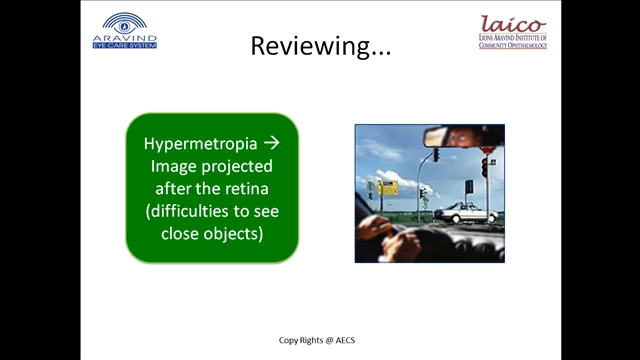 ARAVIND
EYE CARE SYSTEM
Reviewing...
laico
LIONS ARAVIND INSTITUTE OF
COMMUNITY OPHTHALMOLOGY
Hypermetropia →
Image projected
after the retina
(difficulties to see
close objects)
Copy Rights @ AECS